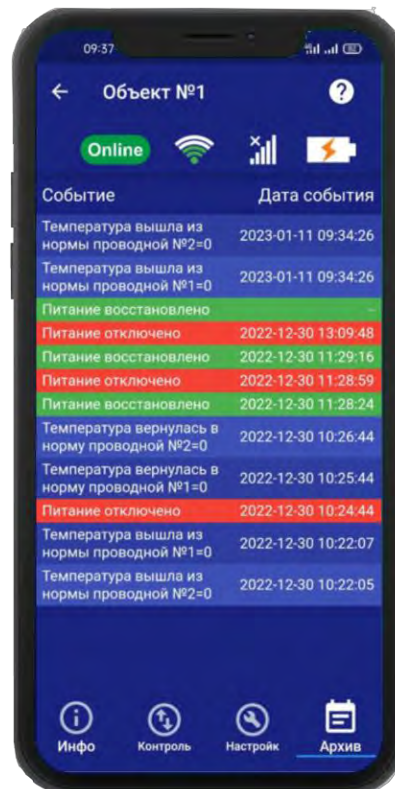 09:37
Объект №1
Online
Событие Дата события
Температура вышла из
нормы проводной №2=0 2023-01-11 09:34:26
Температура вышла из
нормы проводной №1=0 2023-01-11 09:34:26
Питание восстановлено --
Питание отключено 2022-12-30 13:09:48
Питание восстановлено 2022-12-30 11:29:16
Питание отключено 2022-12-30 11:28:59
Питание восстановлено 2022-12-30 11:28:24
Температура вернулась в
норму проводной №2=0 2022-12-30 10:26:44
Температура вернулась в
норму проводной №1=0 2022-12-30 10:25:44
Питание отключено 2022-12-30 10:24:44
Температура вышла из
нормы проводной №1=0 2022-12-30 10:22:07
Температура вышла из
нормы проводной №2=0 2022-12-30 10:22:05
Инфо Контроль Настройк Архив